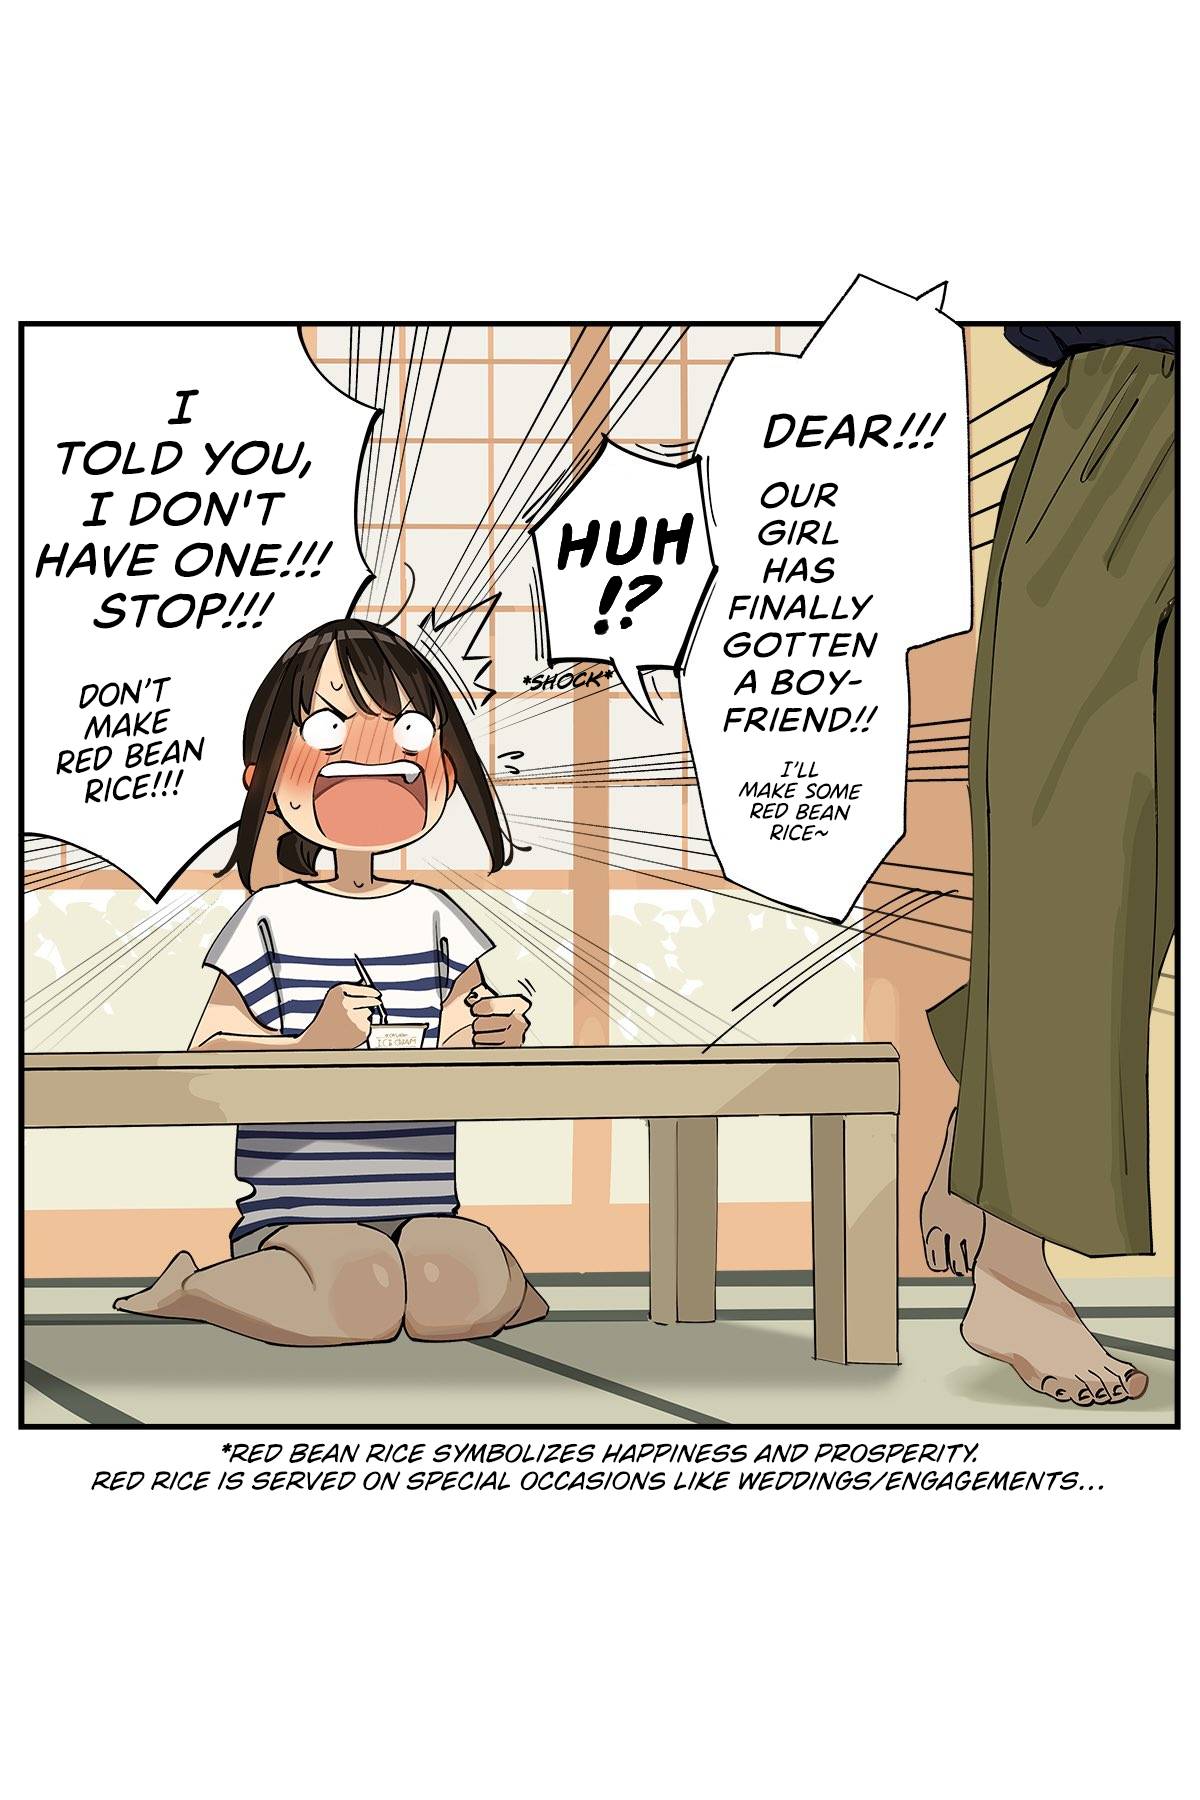 DEAR!!!
OUR
GIRL
HAS
FINALLY
GOTTEN
A BOY-
FRIEND!!
I'LL
MAKE SOME
RED BEAN
RICE~
HUH
!?
*SHOCK*
I
TOLD YOU,
I DON'T
HAVE ONE!!!
STOP!!!
DON'T
MAKE
RED BEAN
RICE!!!
ICE CREAM
*RED BEAN RICE SYMBOLIZES HAPPINESS AND PROSPERITY.
RED RICE IS SERVED ON SPECIAL OCCASIONS LIKE WEDDINGS/ENGAGEMENTS...